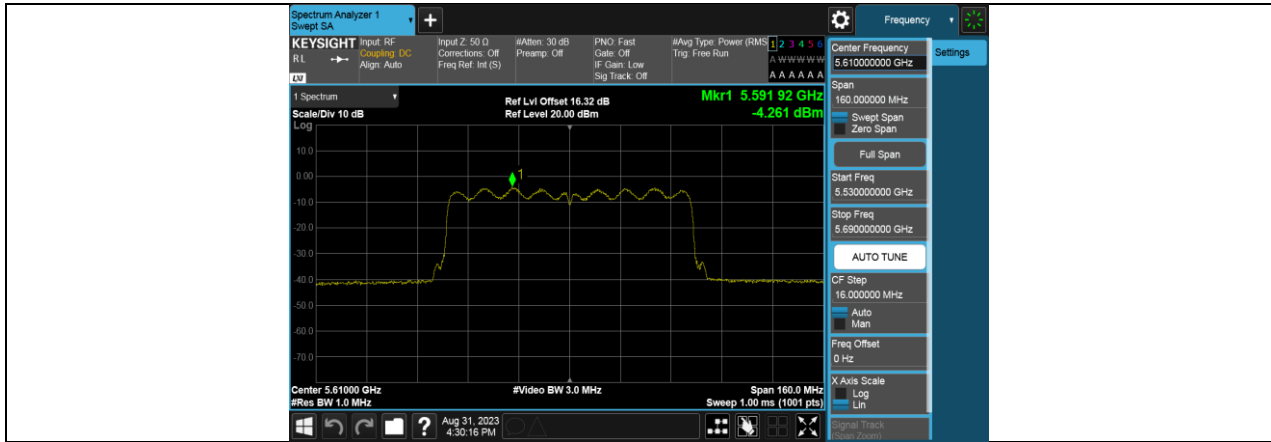 Spectrum Analyzer 1
Swept SA
+
Frequency
KEYSIGHT
RL
LXI
Input: RF
Coupling: DC
Align: Auto
Input Z: 50 Ω
Corrections: Off
Freq Ref: Int (S)
#Atten: 30 dB
Preamp: Off
PNO: Fast
Gate: Off
IF Gain: Low
Sig Track: Off
#Avg Type: Power (RMS
Trig: Free Run
1 2 3 4 5 6
A W W W W W
A A A A A A
1 Spectrum
Scale/Div 10 dB
Ref Lvl Offset 16.32 dB
Ref Level 20.00 dBm
Mkr1 5.591 92 GHz
-4.261 dBm
Log
10.0
0.00
-10.0
-20.0
-30.0
-40.0
-50.0
-60.0
-70.0
1
Center 5.61000 GHz
#Res BW 1.0 MHz
#Video BW 3.0 MHz
Span 160.0 MHz
Sweep 1.00 ms (1001 pts)
Center Frequency
5.610000000 GHz
Span
160.000000 MHz
Swept Span
Zero Span
Full Span
Start Freq
5.530000000 GHz
Stop Freq
5.690000000 GHz
AUTO TUNE
CF Step
16.000000 MHz
Auto
Man
Freq Offset
0 Hz
X Axis Scale
Log
Lin
Signal Track
(Span Zoom)
Settings
?
Aug 31, 2023
4:30:16 PM